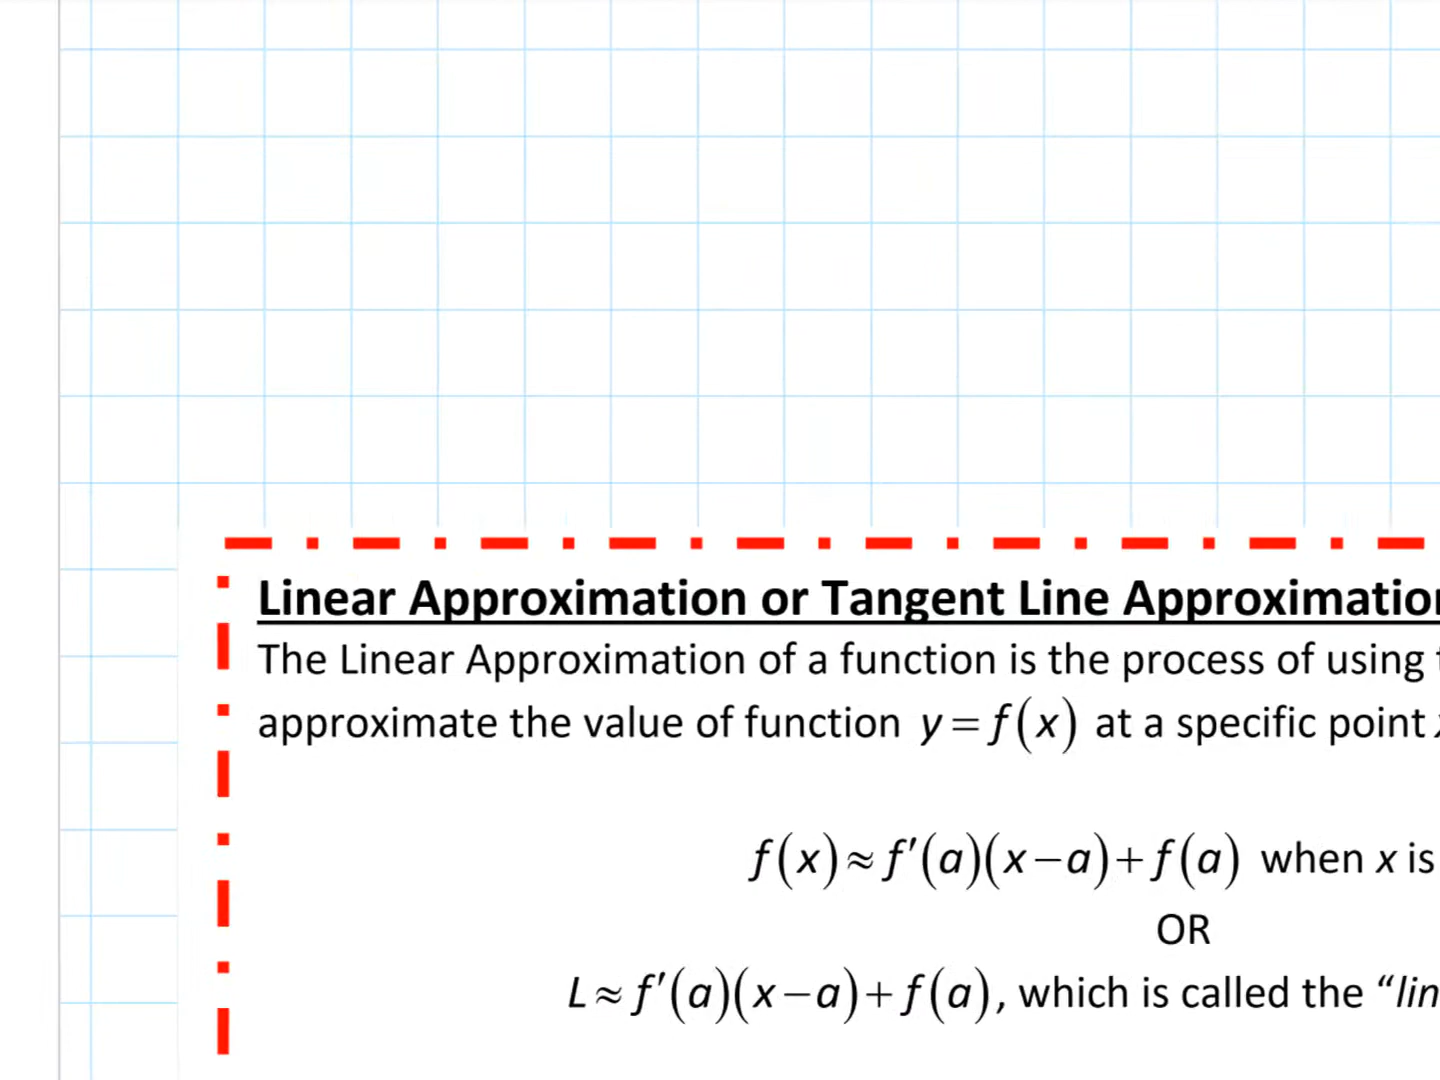 Linear Approximation or Tangent Line Approximation
The Linear Approximation of a function is the process of using
approximate the value of function y = f(x) at a specific point
f(x) ≈ f′(a)(x−a)+f(a) when x is
OR
L ≈ f′(a)(x−a)+f(a), which is called the “lin